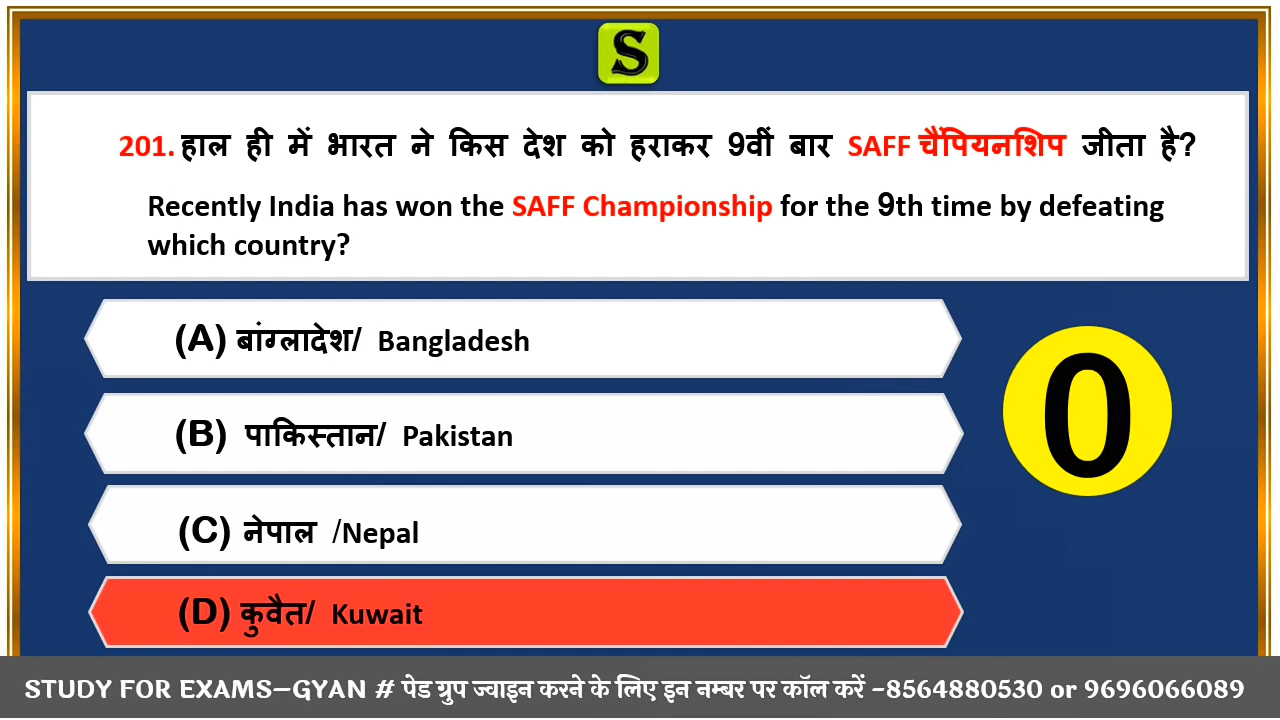 S
201. हाल ही में भारत ने किस देश को हराकर 9वीं बार SAFF चैंपियनशिप जीता है?
Recently India has won the SAFF Championship for the 9th time by defeating
which country?
(A) बांग्लादेश/ Bangladesh
(B) पाकिस्तान/ Pakistan
0
(C) नेपाल /Nepal
(D) कुवैत/ Kuwait
STUDY FOR EXAMS–GYAN # पेड ग्रुप ज्वाइन करने के लिए इन नम्बर पर कॉल करें -8564880530 or 9696066089